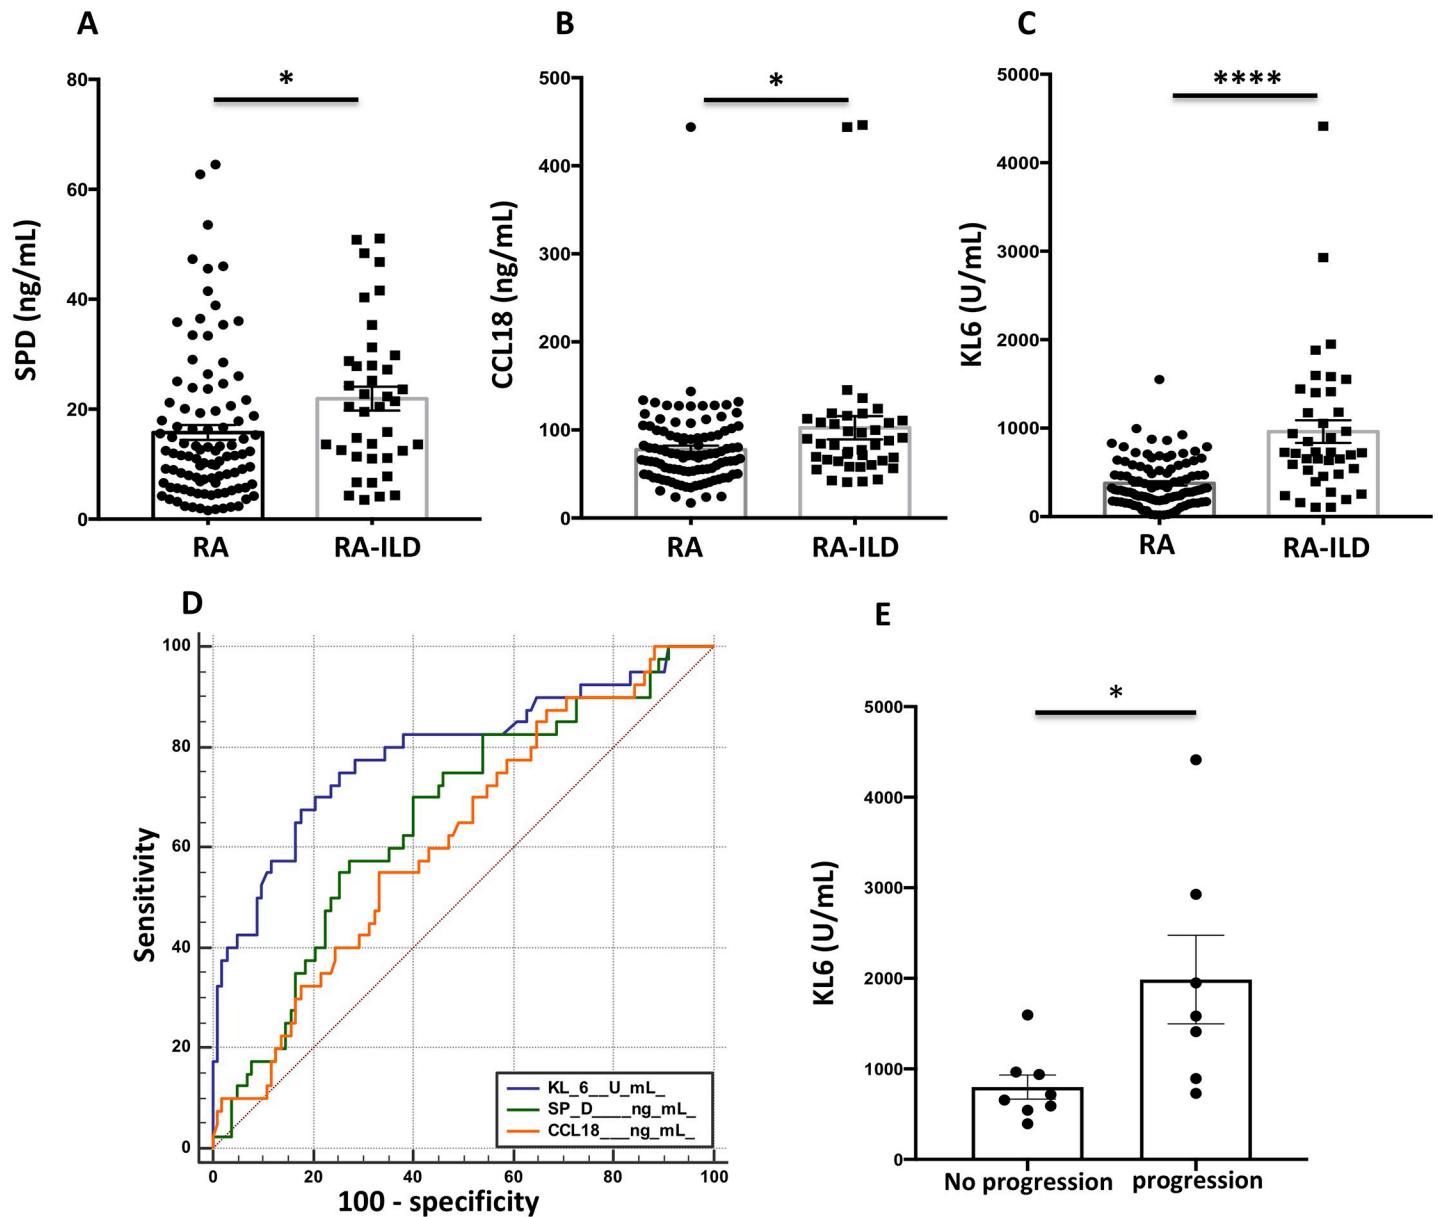 A
B
C
*
*
****
SPD (ng/mL)
80
60
40
20
0
RA
RA-ILD
CCL18 (ng/mL)
500
400
300
200
100
0
RA
RA-ILD
KL6 (U/mL)
5000
4000
3000
2000
1000
0
RA
RA-ILD
D
Sensitivity
100
80
60
40
20
0
KL_6__U_mL_
SP_D____ng_mL_
CCL18___ng_mL_
0
20
40
60
80
100
100 - specificity
E
*
KL6 (U/mL)
5000
4000
3000
2000
1000
0
No progression
progression